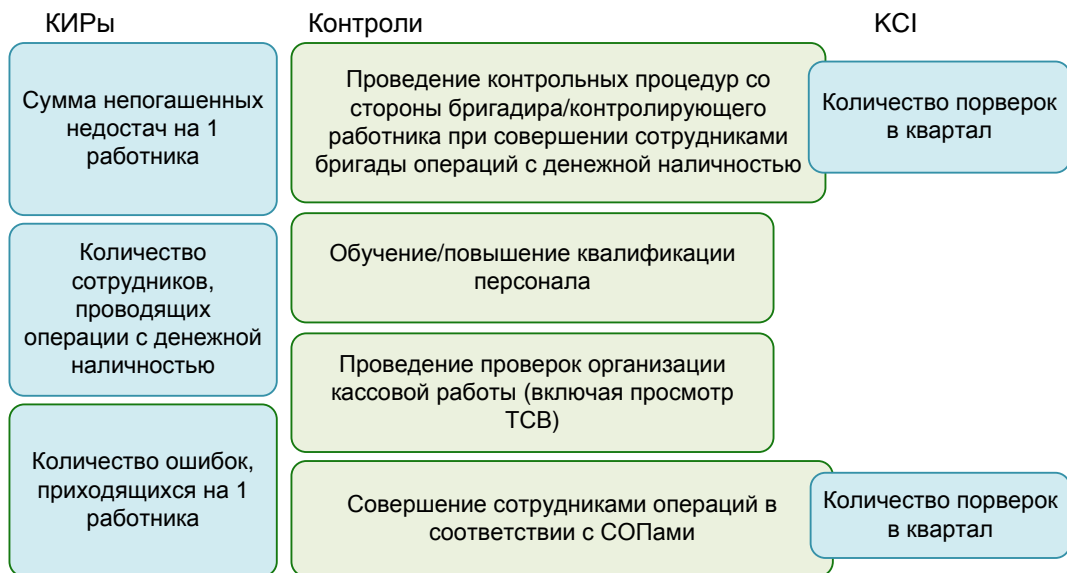 КИРы
Контроли
KCI
Сумма непогашенных
недостач на 1
работника
Количество
сотрудников,
проводящих
операции с денежной
наличностью
Количество ошибок,
приходящихся на 1
работника
Проведение контрольных процедур со
стороны бригадира/контролирующего
работника при совершении сотрудниками
бригады операций с денежной наличностью
Обучение/повышение квалификации
персонала
Проведение проверок организации
кассовой работы (включая просмотр
ТСВ)
Совершение сотрудниками операций в
соответствии с СОПами
Количество порверок
в квартал
Количество порверок
в квартал